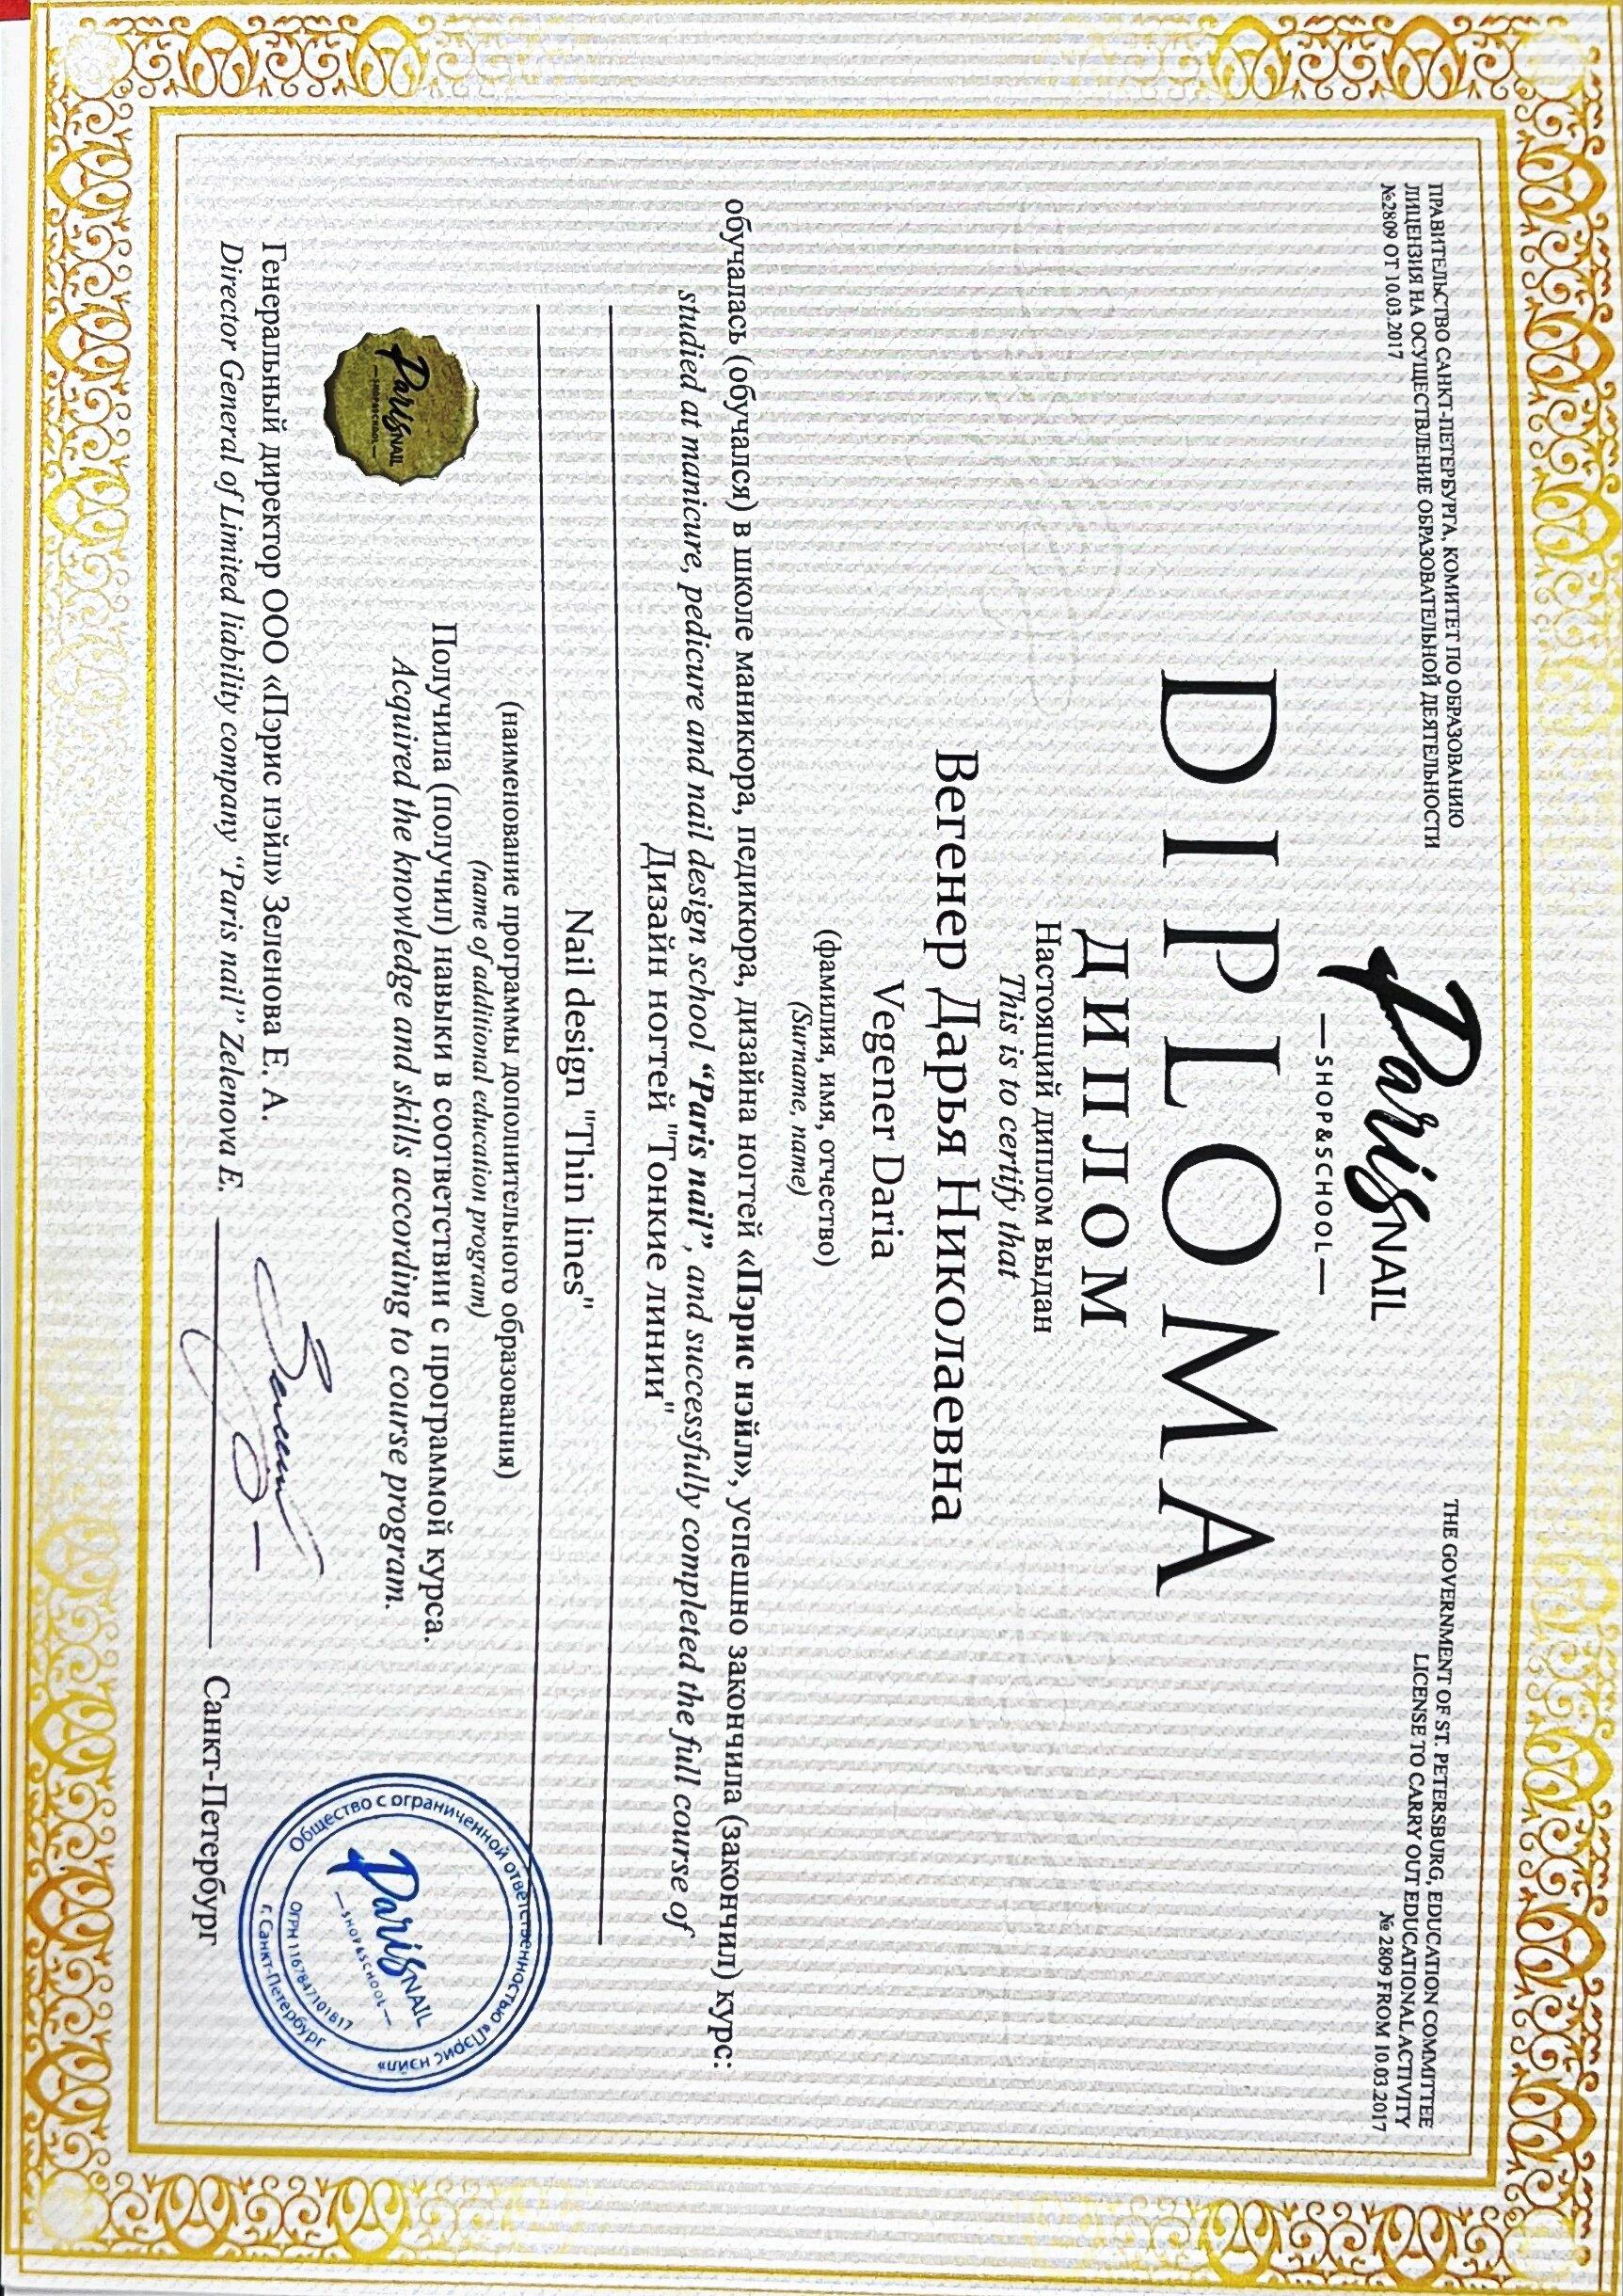 ПРАВИТЕЛЬСТВО САНКТ-ПЕТЕРБУРГА, КОМИТЕТ ПО ОБРАЗОВАНИЮ
ЛИЦЕНЗИЯ НА ОСУЩЕСТВЛЕНИЕ ОБРАЗОВАТЕЛЬНОЙ ДЕЯТЕЛЬНОСТИ
№2809 ОТ 10.03.2017
ParisNAIL
—SHOP&SCHOOL—
THE GOVERNMENT OF ST. PETERSBURG, EDUCATION COMMITTEE
LICENSE TO CARRY OUT EDUCATIONAL ACTIVITY
№ 2809 FROM 10.03.2017
DIPLOMA
ДИПЛОМ
Настоящий диплом выдан
This is to certify that
Вегенер Дарья Николаевна
Vegener Daria
(фамилия, имя, отчество)
(Surname, name)
обучалась (обучался) в школе маникюра, педикюра, дизайна ногтей «Пэрис нэйл», успешно закончила (закончил) курс:
studied at manicure, pedicure and nail design school “Paris nail”, and successfully completed the full course of
Дизайн ногтей "Тонкие линии"
Nail design "Thin lines"
(наименование программы дополнительного образования)
(name of additional education program)
Получила (получил) навыки в соответствии с программой курса.
Acquired the knowledge and skills according to course program.
ParisNAIL
—SHOP&SCHOOL—
Генеральный директор ООО «Пэрис нэйл» Зеленова Е. А.
Director General of Limited liability company “Paris nail” Zelenova E.
Санкт-Петербург
Общество с ограниченной ответственностью «Пэрис нэйл»
ParisNAIL
—SHOP&SCHOOL—
ОГРН 1167847101817
г. Санкт-Петербург